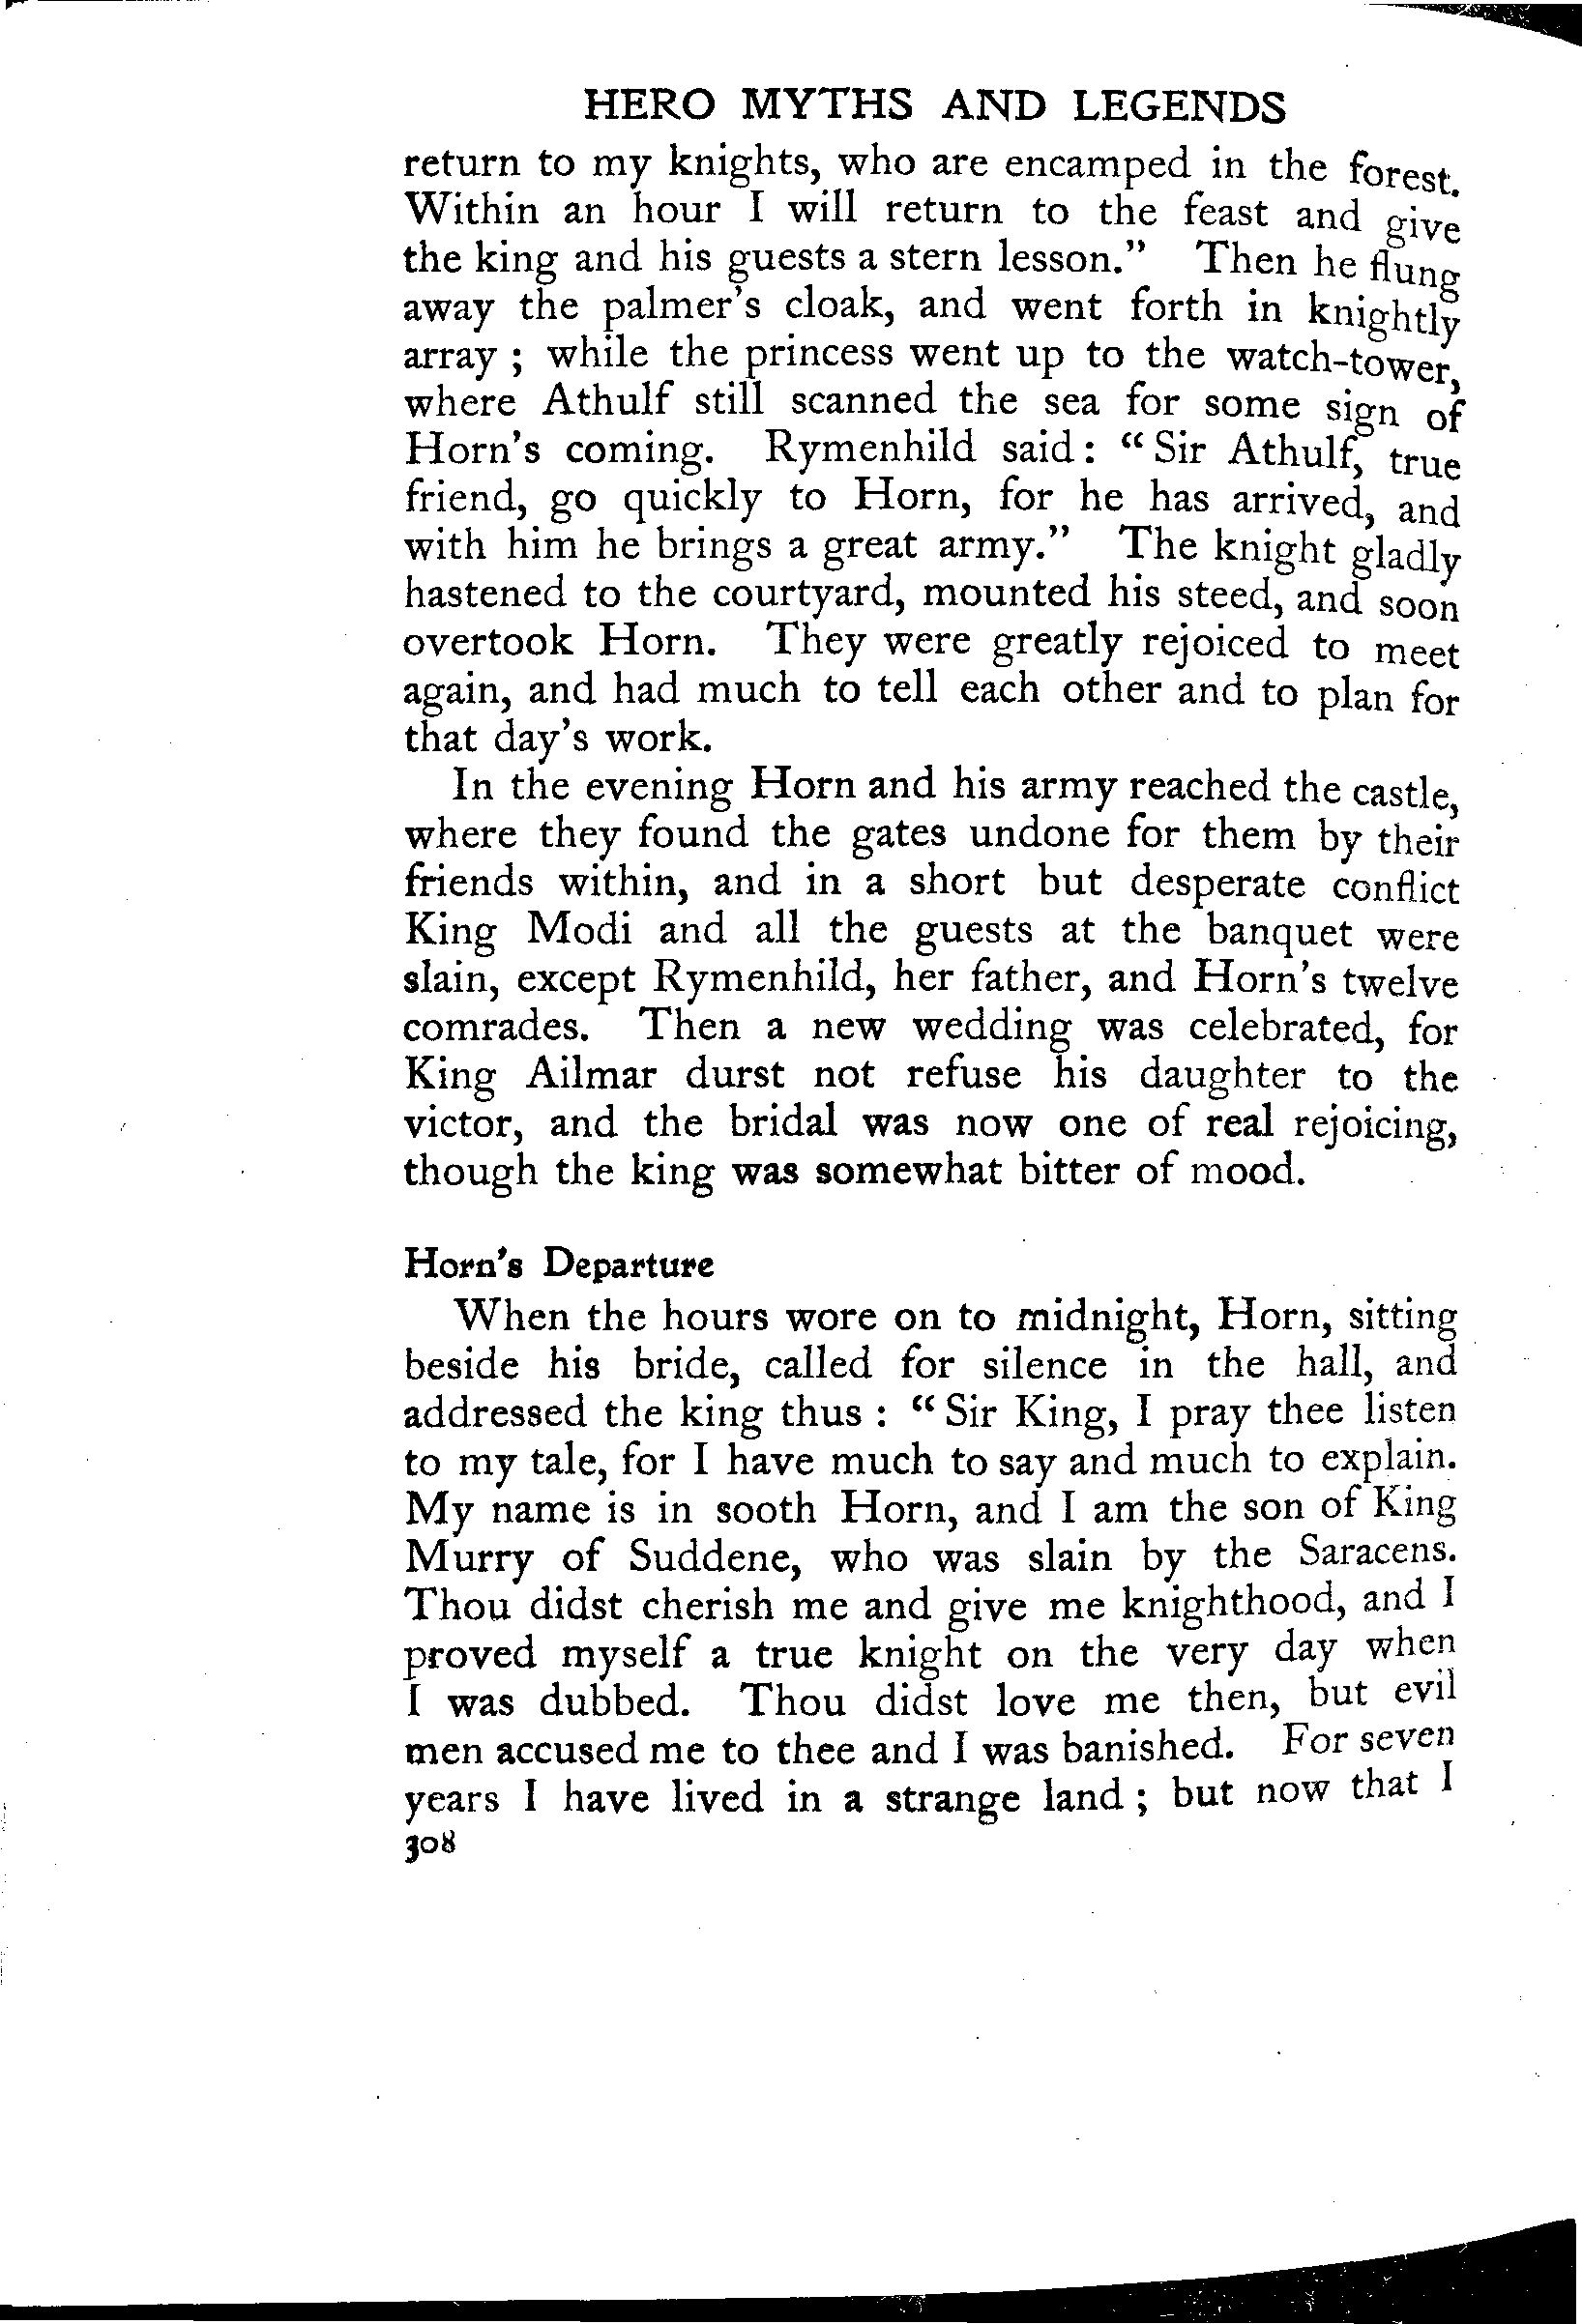 HERO MYTHS AND LEGENDS
return to my knights, who are encamped in the forest.
Within an hour I will return to the feast and give
the king and his guests a stern lesson." Then he flung
away the palmer's cloak, and went forth in knightly
array ; while the princess went up to the watch-tower,
where Athulf still scanned the sea for some sign of
Horn's coming. Rymenhild said : "Sir Athulf, true
friend, go quickly to Horn, for he has arrived, and
with him he brings a great army." The knight gladly
hastened to the courtyard, mounted his steed, and soon
overtook Horn. They were greatly rejoiced to meet
again, and had much to tell each other and to plan for
that day's work.
In the evening Horn and his army reached the castle,
where they found the gates undone for them by their
friends within, and in a short but desperate conflict
King Modi and all the guests at the banquet were
slain, except Rymenhild, her father, and Horn's twelve
comrades. Then a new wedding was celebrated, for
King Ailmar durst not refuse his daughter to the
victor, and the bridal was now one of real rejoicing,
though the king was somewhat bitter of mood.
Horn's Departure
When the hours wore on to midnight, Horn, sitting
beside his bride, called for silence in the hall, and
addressed the king thus : "Sir King, I pray thee listen
to my tale, for I have much to say and much to explain.
My name is in sooth Horn, and I am the son of King
Murry of Suddene, who was slain by the Saracens.
Thou didst cherish me and give me knighthood, and I
proved myself a true knight on the very day when
I was dubbed. Thou didst love me then, but evil
men accused me to thee and I was banished. For seven
years I have lived in a strange land ; but now that I
308